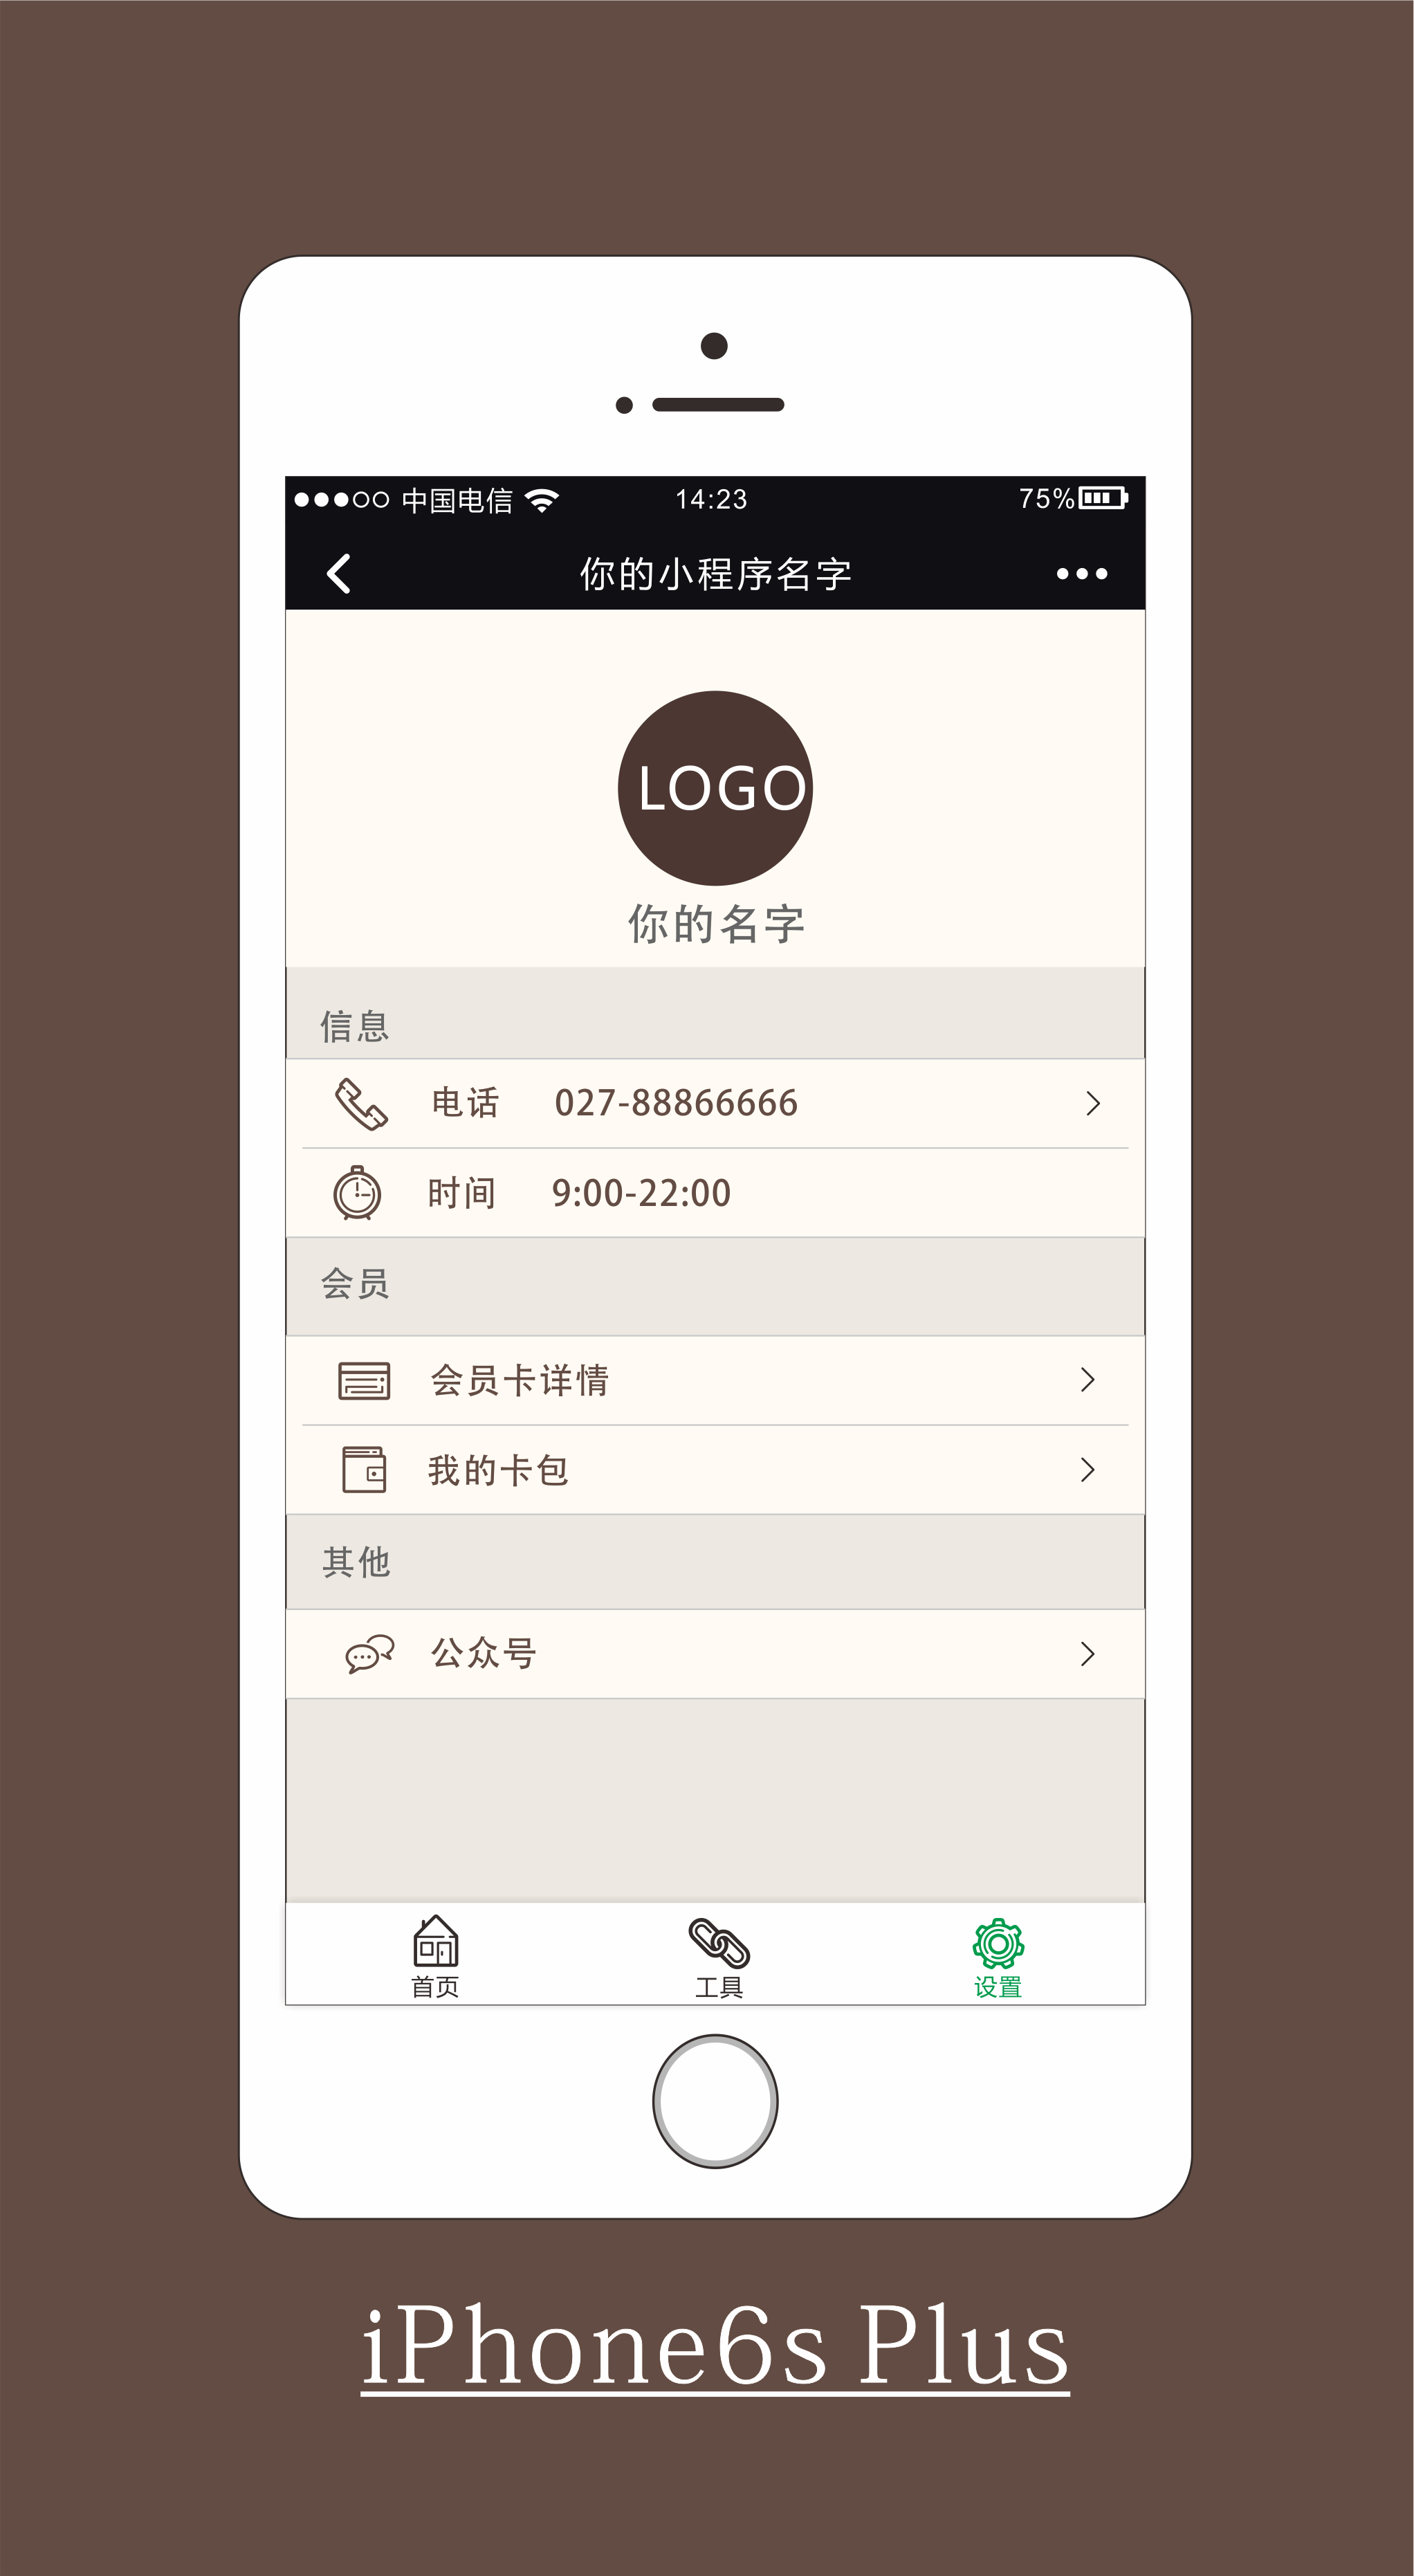 中国电信 14:23 75%
你的小程序名字
LOGO
你的名字
信息
电话 027-88866666
时间 9:00-22:00
会员
会员卡详情
我的卡包
其他
公众号
首页 工具 设置
iPhone6s Plus